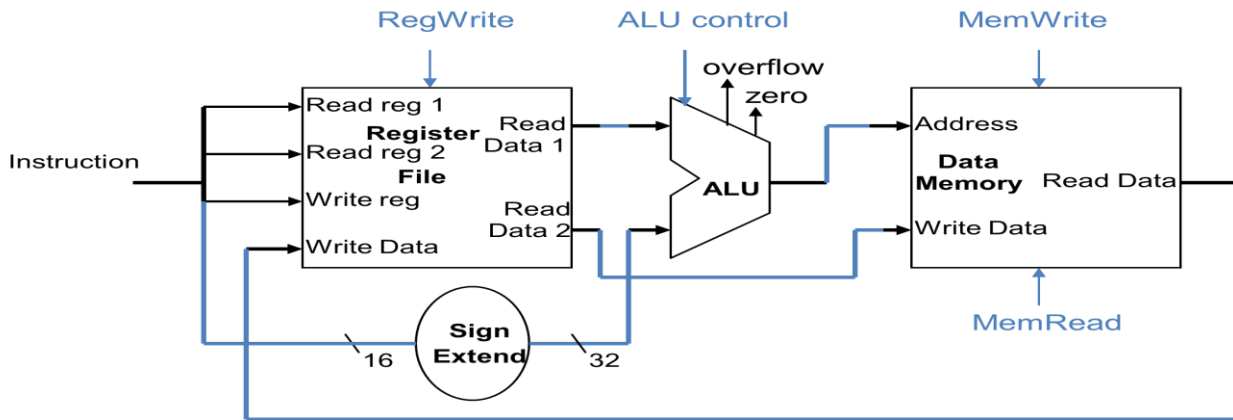 RegWrite
ALU control
MemWrite
overflow
zero
Instruction
Read reg 1
Register
Read reg 2
File
Write reg
Write Data
Read
Data 1
Read
Data 2
ALU
Address
Data
Memory
Read Data
Write Data
MemRead
Sign
Extend
16
32